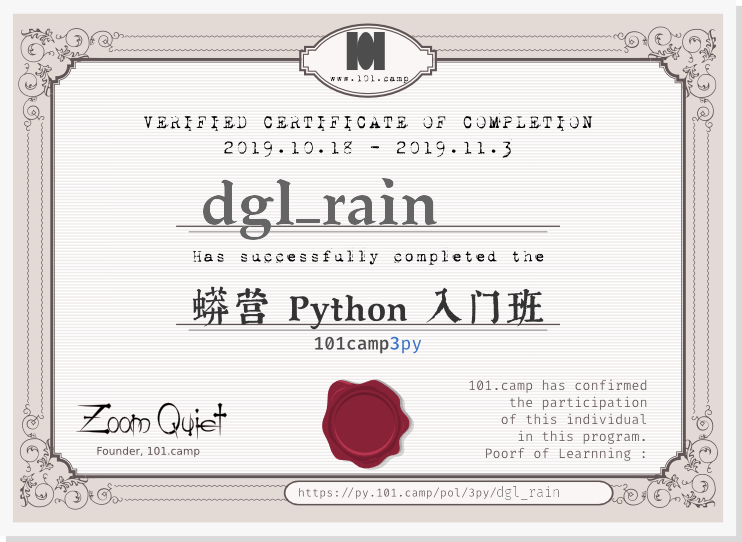 101
www.101.camp
VERIFIED CERTIFICATE OF COMPLETION
2019.10.18 - 2019.11.3
dgl_rain
Has successfully completed the
蟒营 Python 入门班
101camp3py
Zoom Quiet
Founder, 101.camp
101.camp has confirmed
the participation
of this individual
in this program.
Poorf of Learnning :
https://py.101.camp/pol/3py/dgl_rain